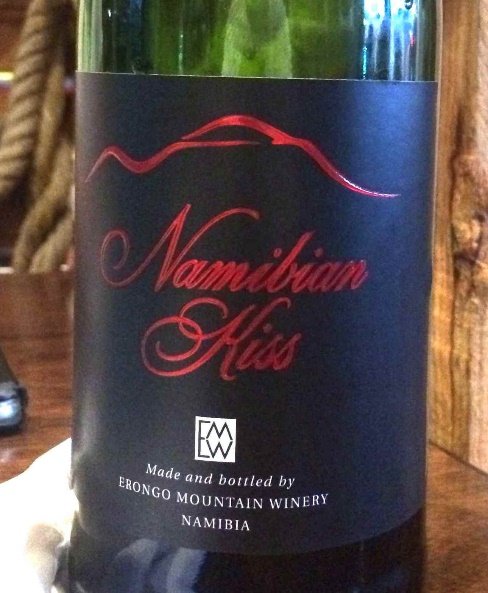 Namibian
Kiss
EMW
Made and bottled by
ERONGO MOUNTAIN WINERY
NAMIBIA